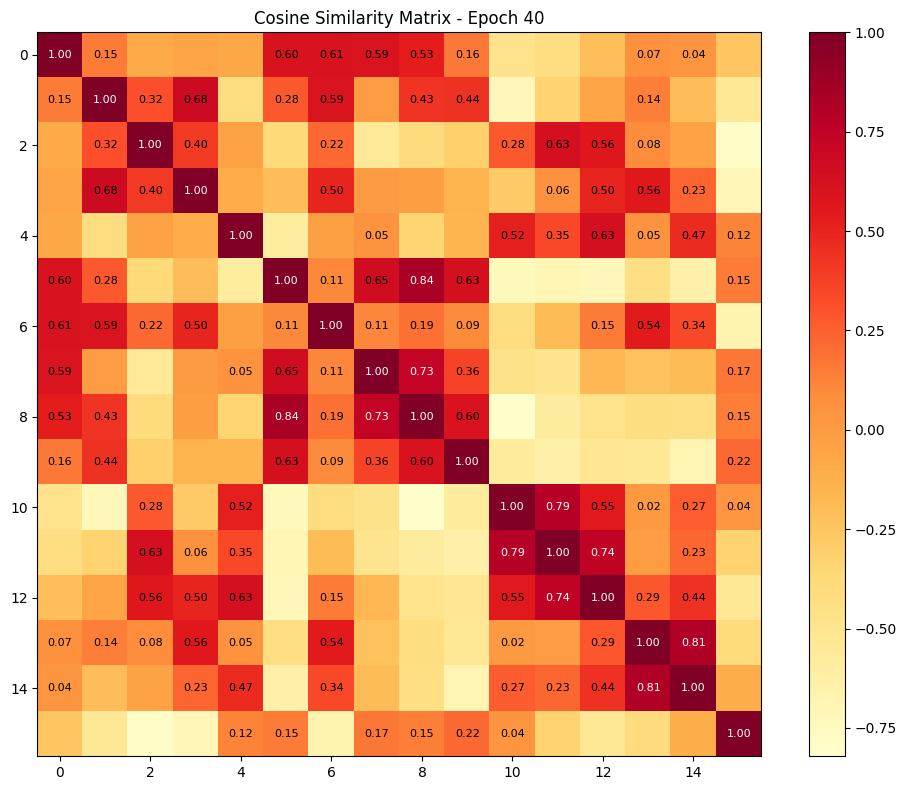 Cosine Similarity Matrix - Epoch 40
0 1.00 0.15 0.60 0.61 0.59 0.53 0.16 0.07 0.04
0.15 1.00 0.32 0.68 0.28 0.59 0.43 0.44 0.14
2 0.32 1.00 0.40 0.22 0.28 0.63 0.56 0.08
0.68 0.40 1.00 0.50 0.06 0.50 0.56 0.23
4 1.00 0.05 0.52 0.35 0.63 0.05 0.47 0.12
0.60 0.28 1.00 0.11 0.65 0.84 0.63 0.15
6 0.61 0.59 0.22 0.50 0.11 1.00 0.11 0.19 0.09 0.15 0.54 0.34
0.59 0.05 0.65 0.11 1.00 0.73 0.36 0.17
8 0.53 0.43 0.84 0.19 0.73 1.00 0.60 0.15
0.16 0.44 0.63 0.09 0.36 0.60 1.00 0.22
10 0.28 0.52 1.00 0.79 0.55 0.02 0.27 0.04
0.63 0.06 0.35 0.79 1.00 0.74 0.23
12 0.56 0.50 0.63 0.15 0.55 0.74 1.00 0.29 0.44
0.07 0.14 0.08 0.56 0.05 0.54 0.02 0.29 1.00 0.81
14 0.04 0.23 0.47 0.34 0.27 0.23 0.44 0.81 1.00
0.12 0.15 0.17 0.15 0.22 0.04 1.00
0 2 4 6 8 10 12 14
1.00
0.75
0.50
0.25
0.00
−0.25
−0.50
−0.75